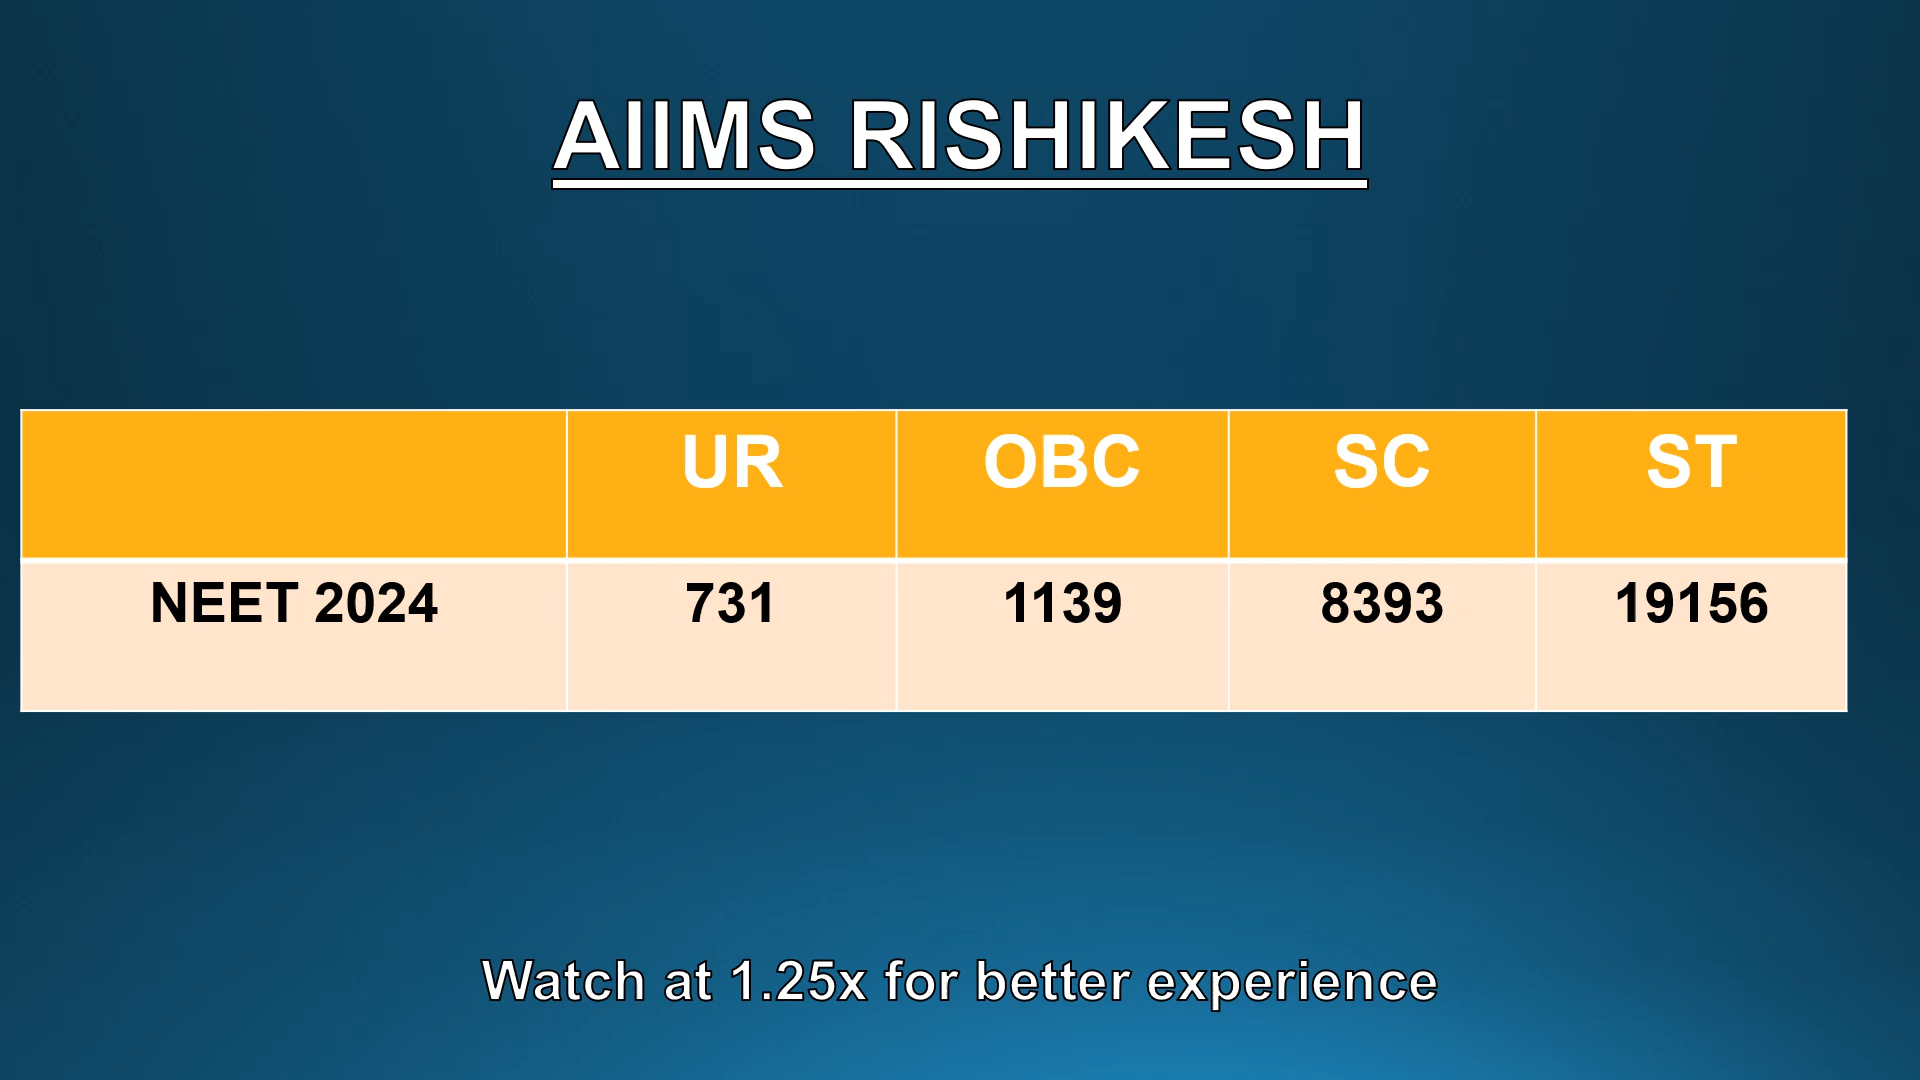 AIIMS RISHIKESH
UR OBC SC ST
NEET 2024 731 1139 8393 19156
Watch at 1.25x for better experience